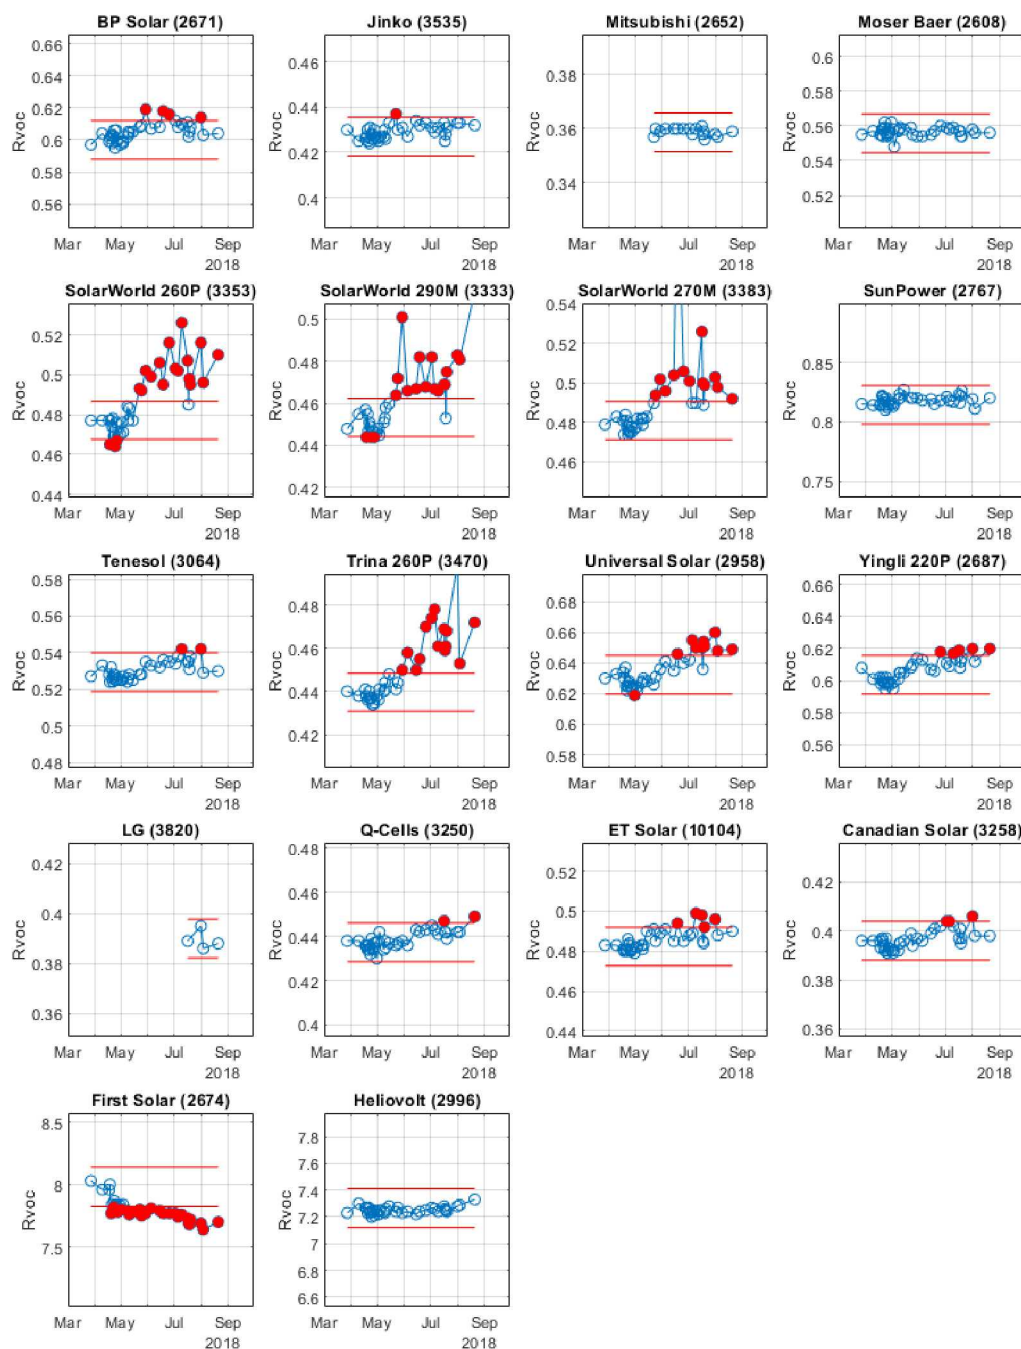 BP Solar (2671)
Rvoc
0.66
0.64
0.62
0.6
0.58
0.56
Mar May Jul Sep
2018
Jinko (3535)
Rvoc
0.46
0.44
0.42
0.4
Mar May Jul Sep
2018
Mitsubishi (2652)
Rvoc
0.38
0.36
0.34
Mar May Jul Sep
2018
Moser Baer (2608)
Rvoc
0.6
0.58
0.56
0.54
0.52
Mar May Jul Sep
2018
SolarWorld 260P (3353)
Rvoc
0.52
0.5
0.48
0.46
0.44
Mar May Jul Sep
2018
SolarWorld 290M (3333)
Rvoc
0.5
0.48
0.46
0.44
0.42
Mar May Jul Sep
2018
SolarWorld 270M (3383)
Rvoc
0.54
0.52
0.5
0.48
0.46
Mar May Jul Sep
2018
SunPower (2767)
Rvoc
0.85
0.8
0.75
Mar May Jul Sep
2018
Tenesol (3064)
Rvoc
0.58
0.56
0.54
0.52
0.5
0.48
Mar May Jul Sep
2018
Trina 260P (3470)
Rvoc
0.48
0.46
0.44
0.42
Mar May Jul Sep
2018
Universal Solar (2958)
Rvoc
0.68
0.66
0.64
0.62
0.6
0.58
Mar May Jul Sep
2018
Yingli 220P (2687)
Rvoc
0.66
0.64
0.62
0.6
0.58
0.56
Mar May Jul Sep
2018
LG (3820)
Rvoc
0.42
0.4
0.38
0.36
Mar May Jul Sep
2018
Q-Cells (3250)
Rvoc
0.48
0.46
0.44
0.42
0.4
Mar May Jul Sep
2018
ET Solar (10104)
Rvoc
0.52
0.5
0.48
0.46
0.44
Mar May Jul Sep
2018
Canadian Solar (3258)
Rvoc
0.42
0.4
0.38
0.36
Mar May Jul Sep
2018
First Solar (2674)
Rvoc
8.5
8
7.5
Mar May Jul Sep
2018
Heliovolt (2996)
Rvoc
7.8
7.6
7.4
7.2
7
6.8
6.6
Mar May Jul Sep
2018